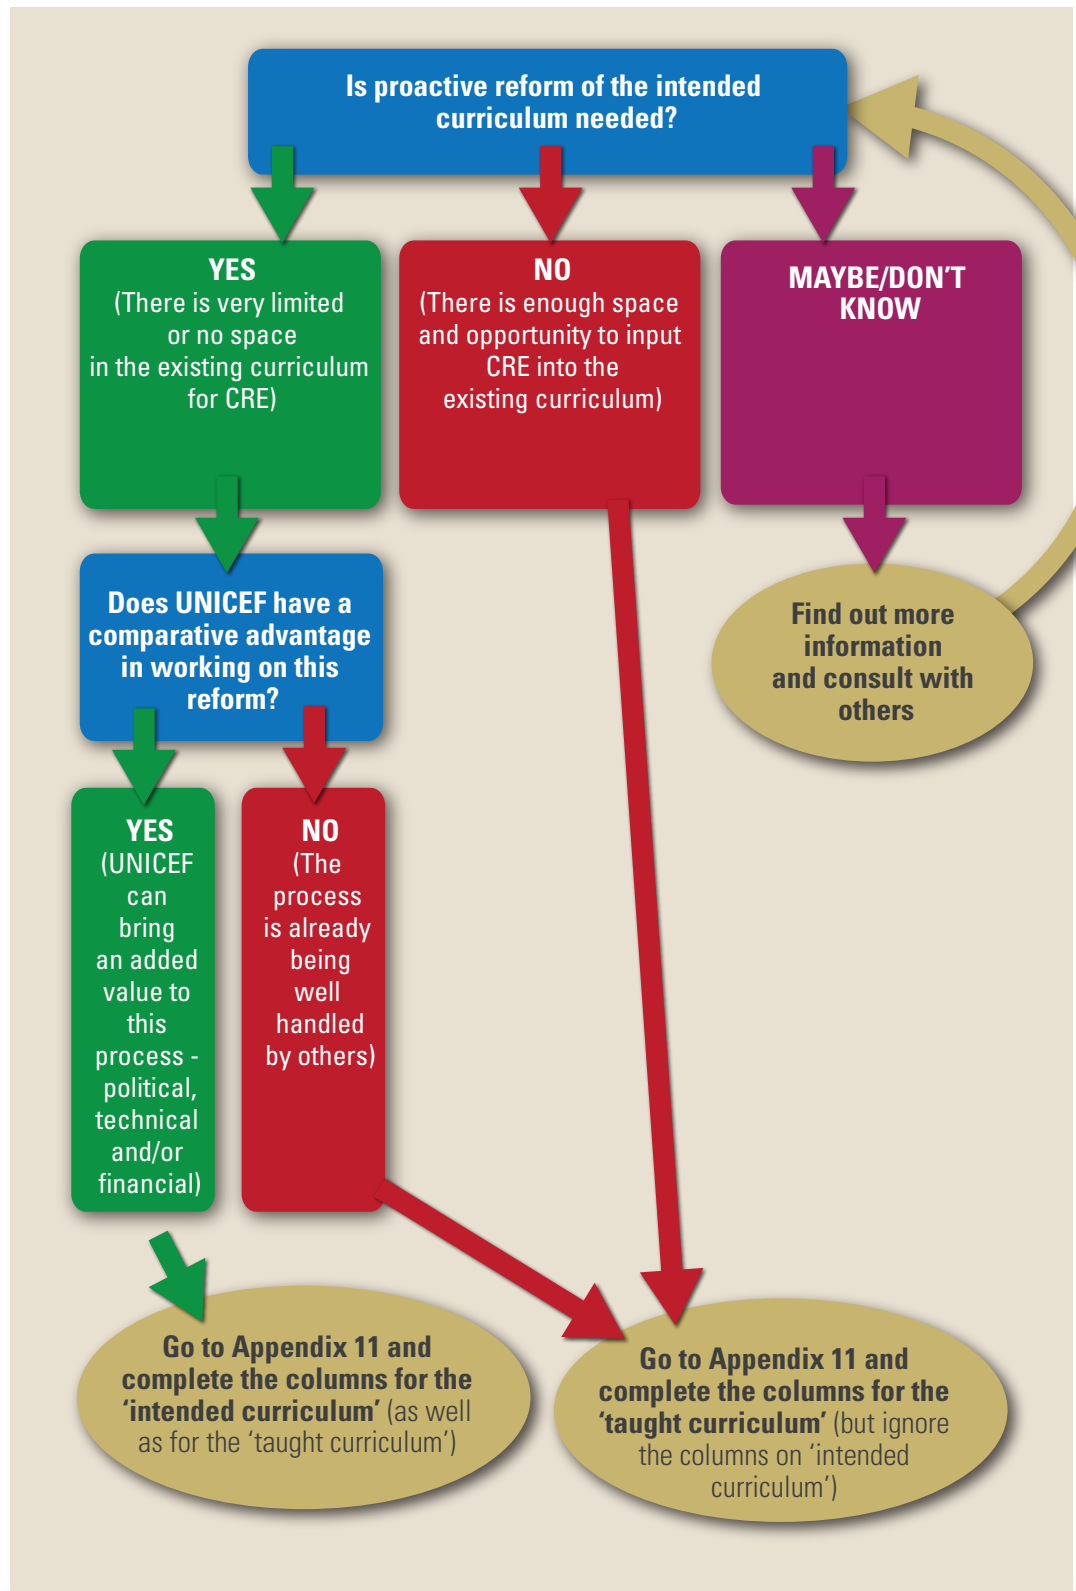 Is proactive reform of the intended
curriculum needed?
YES
(There is very limited
or no space
in the existing curriculum
for CRE)
NO
(There is enough space
and opportunity to input
CRE into the
existing curriculum)
MAYBE/DON'T
KNOW
Does UNICEF have a
comparative advantage
in working on this
reform?
Find out more
information
and consult with
others
YES
(UNICEF
can
bring
an added
value to
this
process -
political,
technical
and/or
financial)
NO
(The
process
is already
being
well
handled
by others)
Go to Appendix 11 and
complete the columns for the
‘intended curriculum’ (as well
as for the ‘taught curriculum’)
Go to Appendix 11 and
complete the columns for the
‘taught curriculum’ (but ignore
the columns on ‘intended
curriculum’)